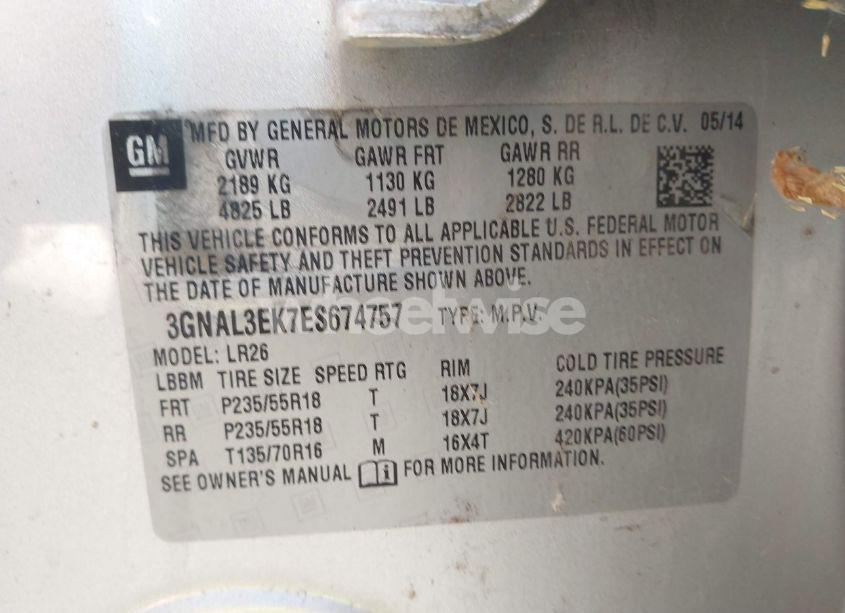 GM
MFD BY GENERAL MOTORS DE MEXICO, S. DE R.L. DE C.V. 05/14
GVWR GAWR FRT GAWR RR
2189 KG 1130 KG 1280 KG
4825 LB 2491 LB 2822 LB
THIS VEHICLE CONFORMS TO ALL APPLICABLE U.S. FEDERAL MOTOR
VEHICLE SAFETY AND THEFT PREVENTION STANDARDS IN EFFECT ON
THE DATE OF MANUFACTURE SHOWN ABOVE.
3GNAL3EK7ES674757 TYPE: M.P.V.
MODEL: LR26
LBBM TIRE SIZE SPEED RTG RIM COLD TIRE PRESSURE
FRT P235/55R18 T 18X7J 240KPA(35PSI)
RR P235/55R18 T 18X7J 240KPA(35PSI)
SPA T135/70R16 M 16X4T 420KPA(60PSI)
SEE OWNER'S MANUAL i FOR MORE INFORMATION.